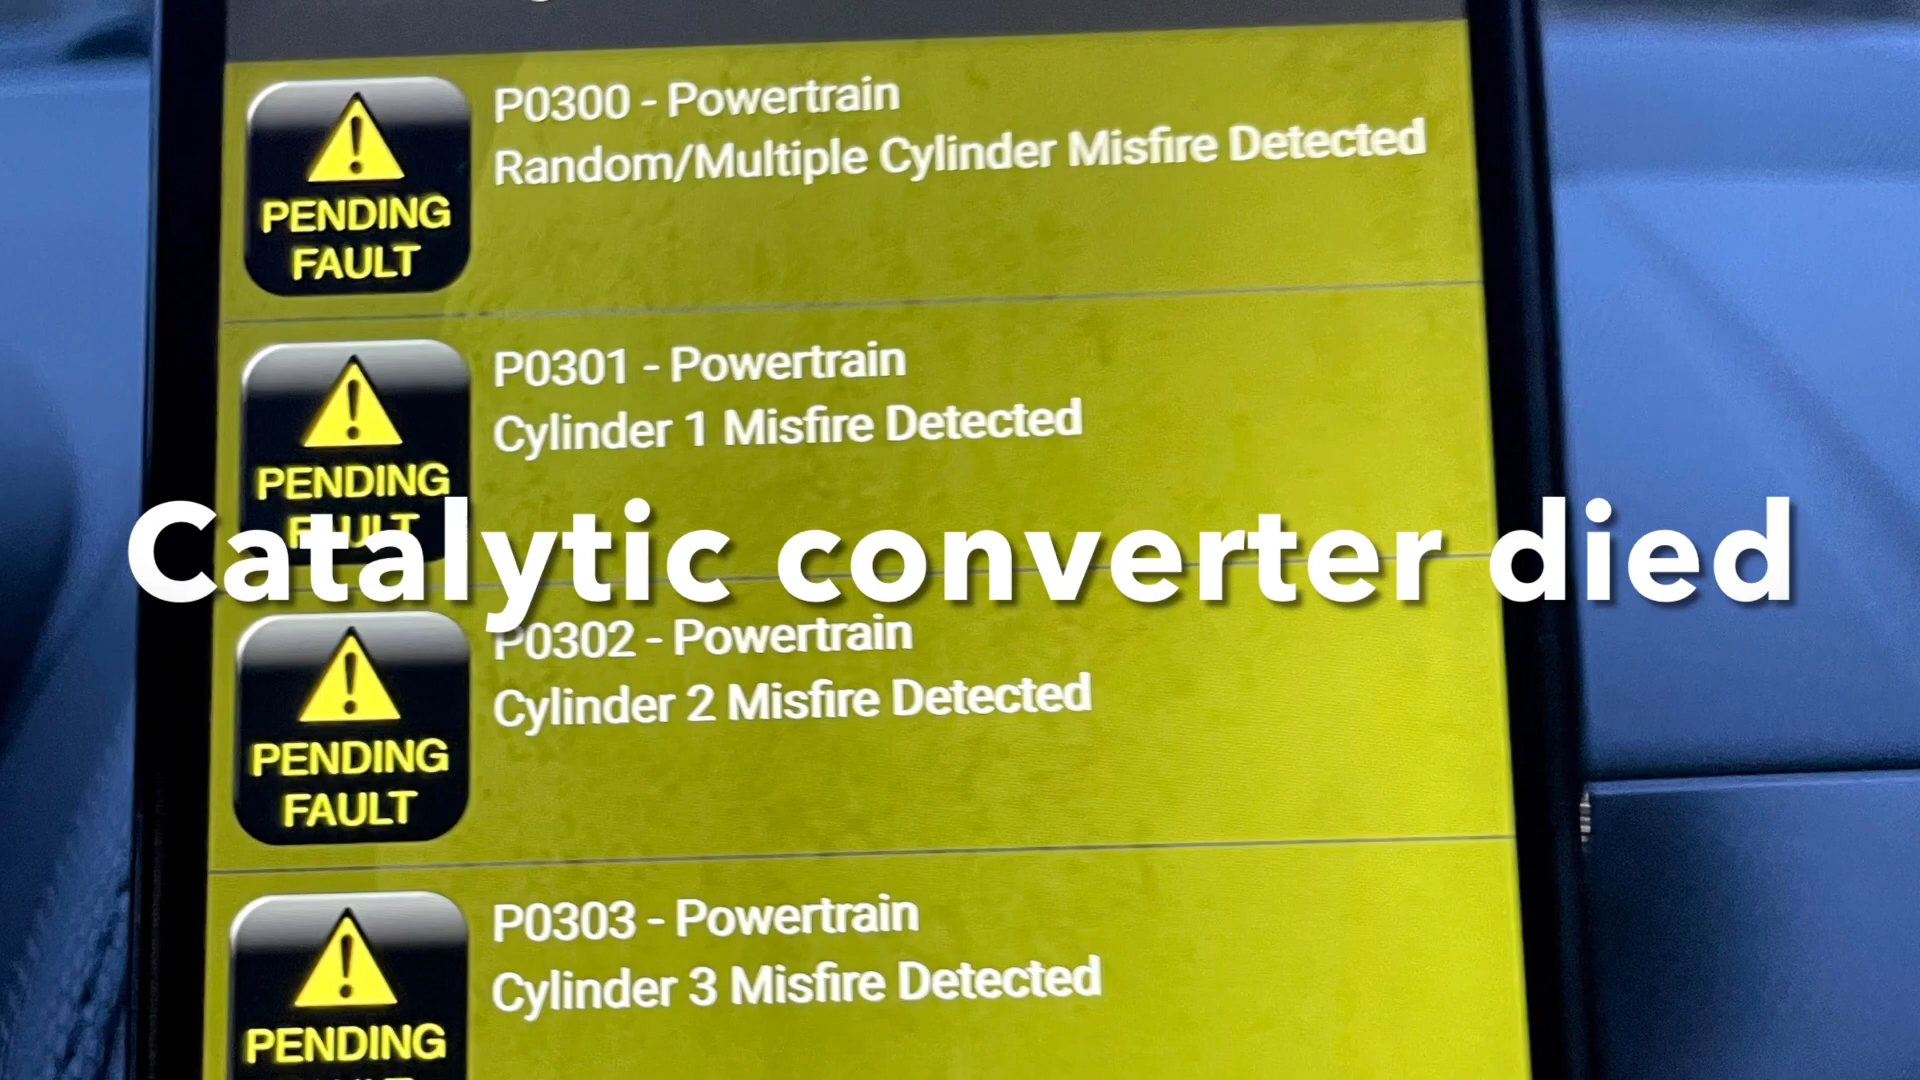 P0300 - Powertrain
Random/Multiple Cylinder Misfire Detected
PENDING
FAULT
P0301 - Powertrain
Cylinder 1 Misfire Detected
PENDING
FAULT
Catalytic converter died
P0302 - Powertrain
Cylinder 2 Misfire Detected
PENDING
FAULT
P0303 - Powertrain
Cylinder 3 Misfire Detected
PENDING